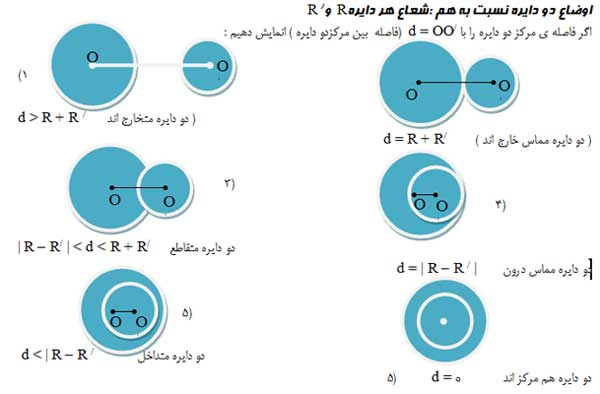 اوضاع دو دایره نسبت به هم :شعاع هر دایره R و R /
اگر فاصله ی مرکز دو دایره را با d = OO/ (فاصله بین مرکزدو دایره ) انمایش دهیم :
O O
۱)
( دو دایره متخارج اند d > R + R /
O O
( دو دایره مماس خارج اند ) d = R + R/
۳)
O O
دو دایره متقاطع | R – R/ | < d < R + R/
۴)
O O
دو دایره مماس درون d = | R – R / |
۵)
O O
دو دایره متداخل d < | R – R /
دو دایره هم مرکز اند d = ه (۵